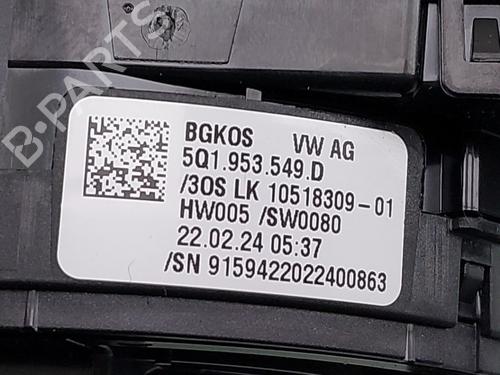 B-PARTS
BGKOS VW AG
5Q1.953.549.D
/3OS LK 10518309-01
HW005 /SW0080
22.02.24 05:37
/SN 9159422022400863